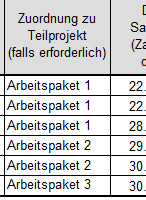 Zuordnung zu
Teilprojekt
(falls erforderlich)
Arbeitspaket 1 22.
Arbeitspaket 1 22.
Arbeitspaket 1 28.
Arbeitspaket 2 29.
Arbeitspaket 2 30.
Arbeitspaket 3 30.